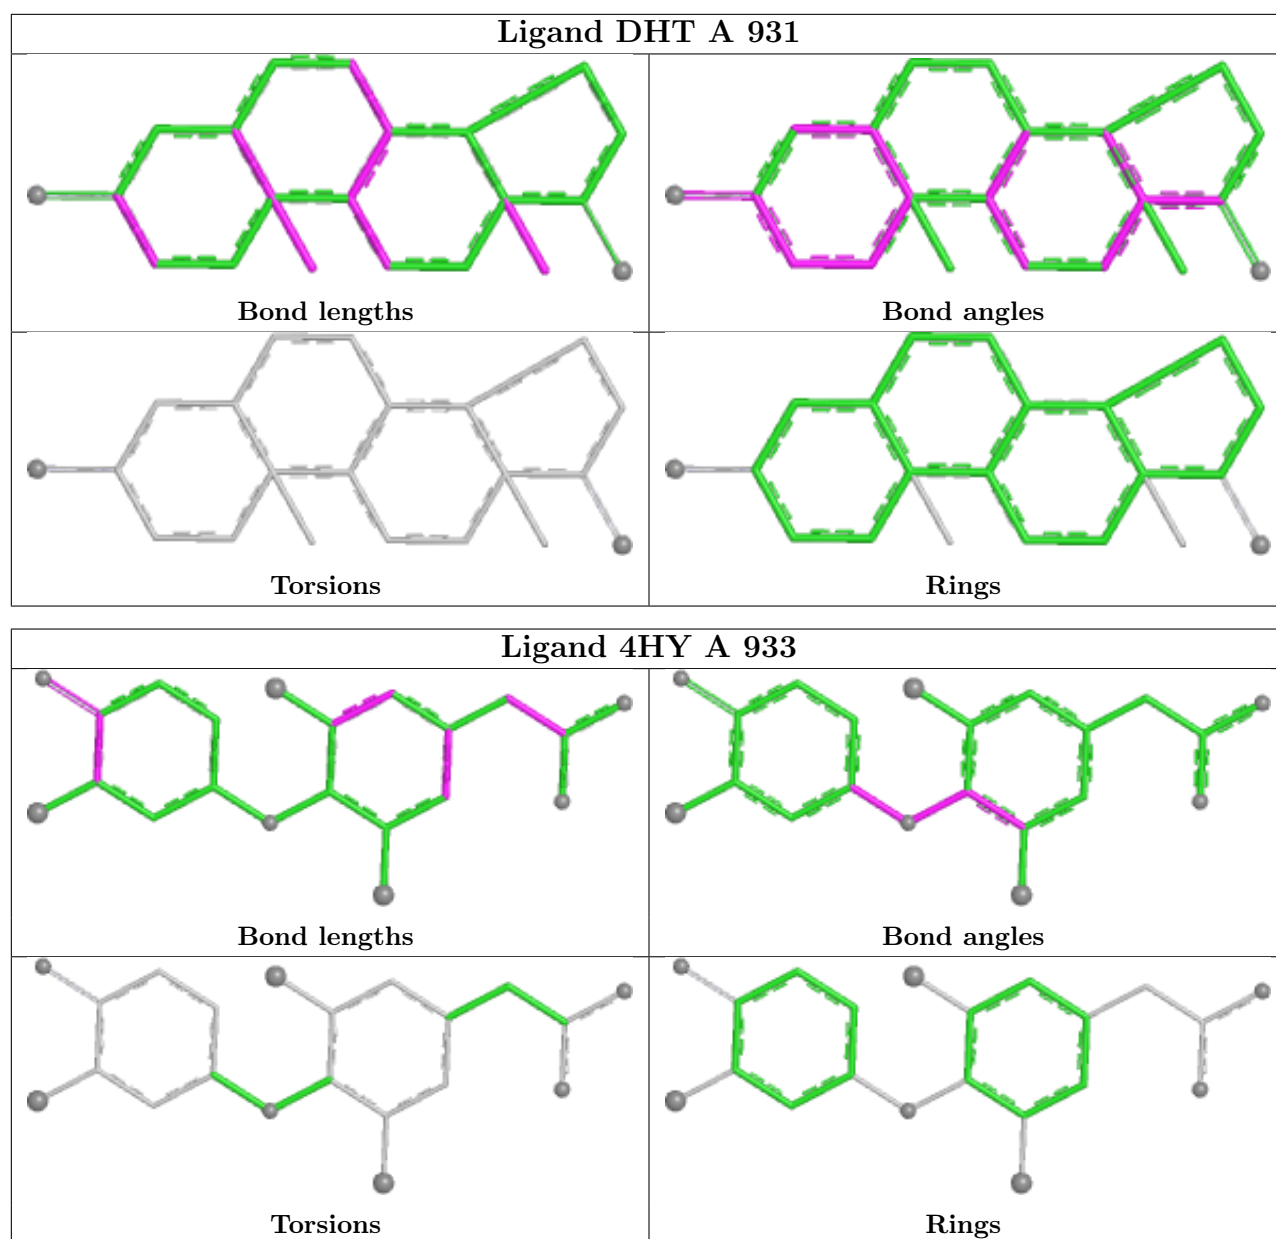 Ligand DHT A 931
Bond lengths
Bond angles
Torsions
Rings
Ligand 4HY A 933
Bond lengths
Bond angles
Torsions
Rings